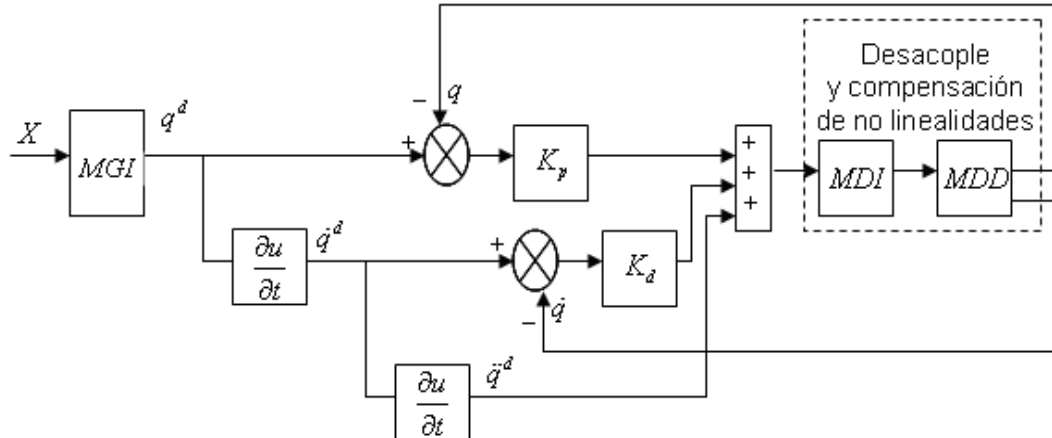 Desacople
y compensación
de no linealidades
− q
X
q^d
MGI
+
K_p
+
+
+
MDI
MDD
∂u
∂t
q̇^d
+
K_d
− q̇
∂u
∂t
q̈^d